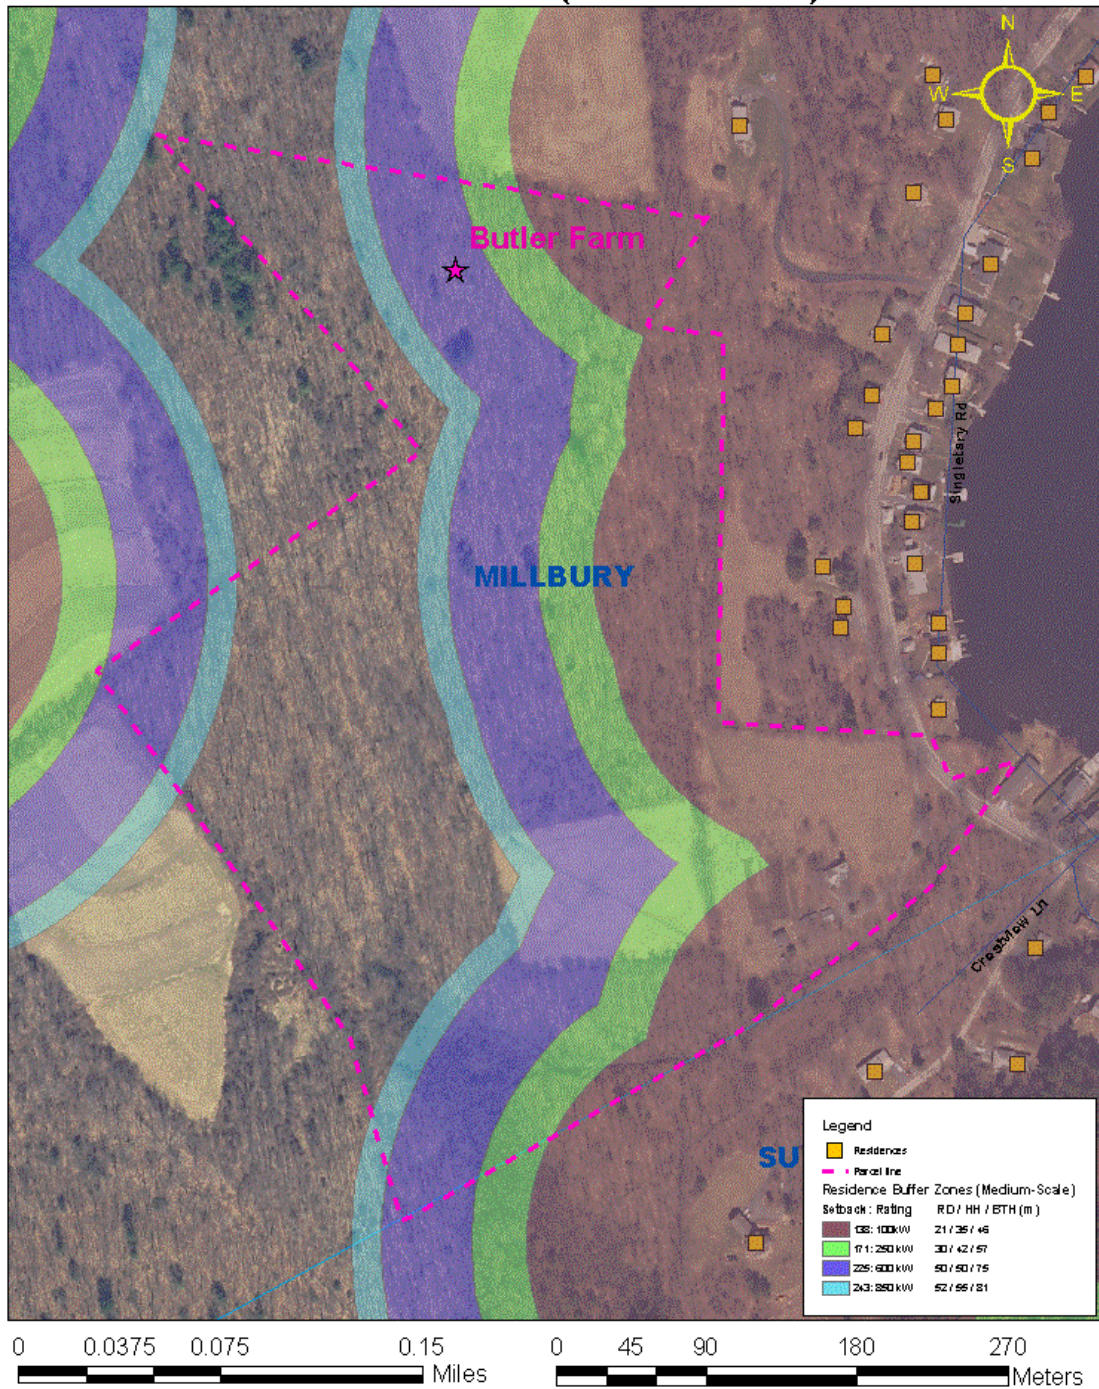 N
W E
S
Butler Farm
MILLBURY
Singletary Rd
Crestview Ln
SU
Legend
Residences
Parcel line
Residence Buffer Zones (Medium-Scale)
Setback: Rating RD / HH / BTH (m)
138: 100kW 21 / 35 / 46
171: 250kW 30 / 42 / 57
225: 600kW 50 / 50 / 75
243: 850kW 52 / 55 / 81
0 0.0375 0.075 0.15
Miles
0 45 90 180 270
Meters